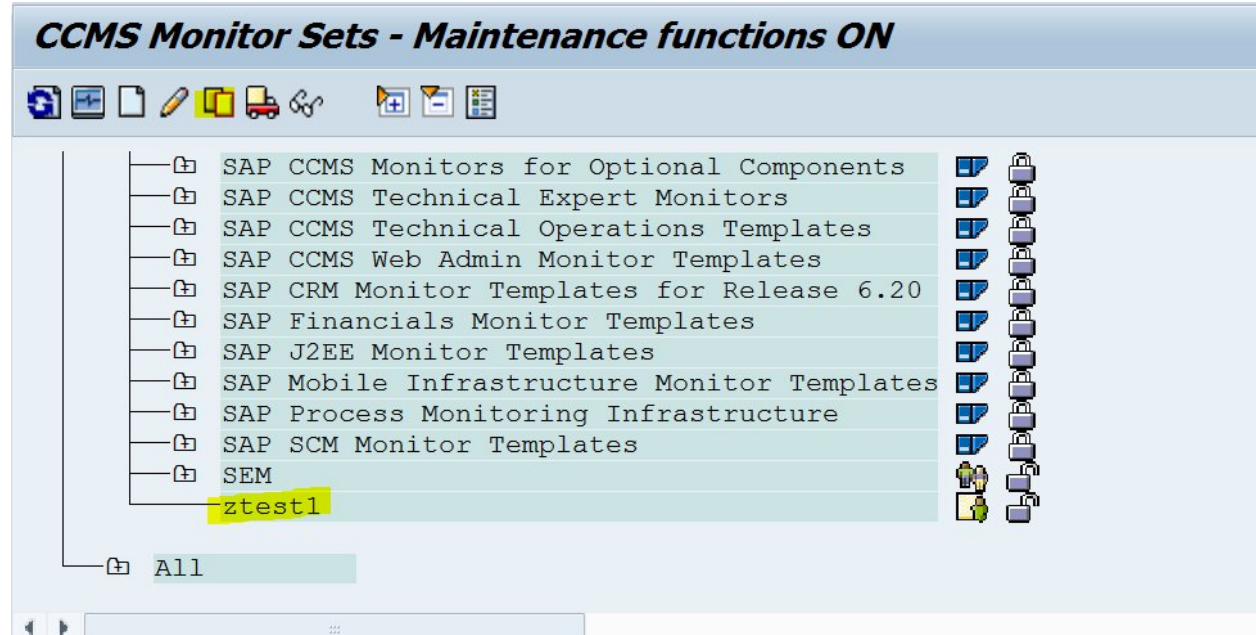 CCMS Monitor Sets - Maintenance functions ON
SAP CCMS Monitors for Optional Components
SAP CCMS Technical Expert Monitors
SAP CCMS Technical Operations Templates
SAP CCMS Web Admin Monitor Templates
SAP CRM Monitor Templates for Release 6.20
SAP Financials Monitor Templates
SAP J2EE Monitor Templates
SAP Mobile Infrastructure Monitor Templates
SAP Process Monitoring Infrastructure
SAP SCM Monitor Templates
SEM
ztest1
All